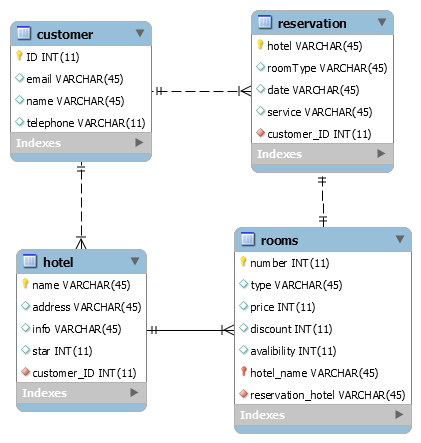 customer
ID INT(11)
email VARCHAR(45)
name VARCHAR(45)
telephone VARCHAR(11)
Indexes
reservation
hotel VARCHAR(45)
roomType VARCHAR(45)
date VARCHAR(45)
service VARCHAR(45)
customer_ID INT(11)
Indexes
hotel
name VARCHAR(45)
address VARCHAR(45)
info VARCHAR(45)
star INT(11)
customer_ID INT(11)
Indexes
rooms
number INT(11)
type VARCHAR(45)
price INT(11)
discount INT(11)
avalibility INT(11)
hotel_name VARCHAR(45)
reservation_hotel VARCHAR(45)
Indexes